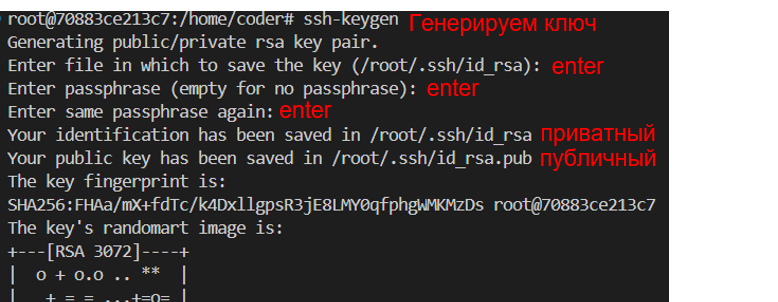 root@70883ce213c7:/home/coder# ssh-keygen Генерируем ключ
Generating public/private rsa key pair.
Enter file in which to save the key (/root/.ssh/id_rsa): enter
Enter passphrase (empty for no passphrase): enter
Enter same passphrase again: enter
Your identification has been saved in /root/.ssh/id_rsa приватный
Your public key has been saved in /root/.ssh/id_rsa.pub публичный
The key fingerprint is:
SHA256:FHAa/mX+fdTc/k4DxllgpsR3jE8LMY0qfphgWMKMzDs root@70883ce213c7
The key's randomart image is:
+---[RSA 3072]----+
|  o + o.o .. **  |
|   + = = ...+=o= |